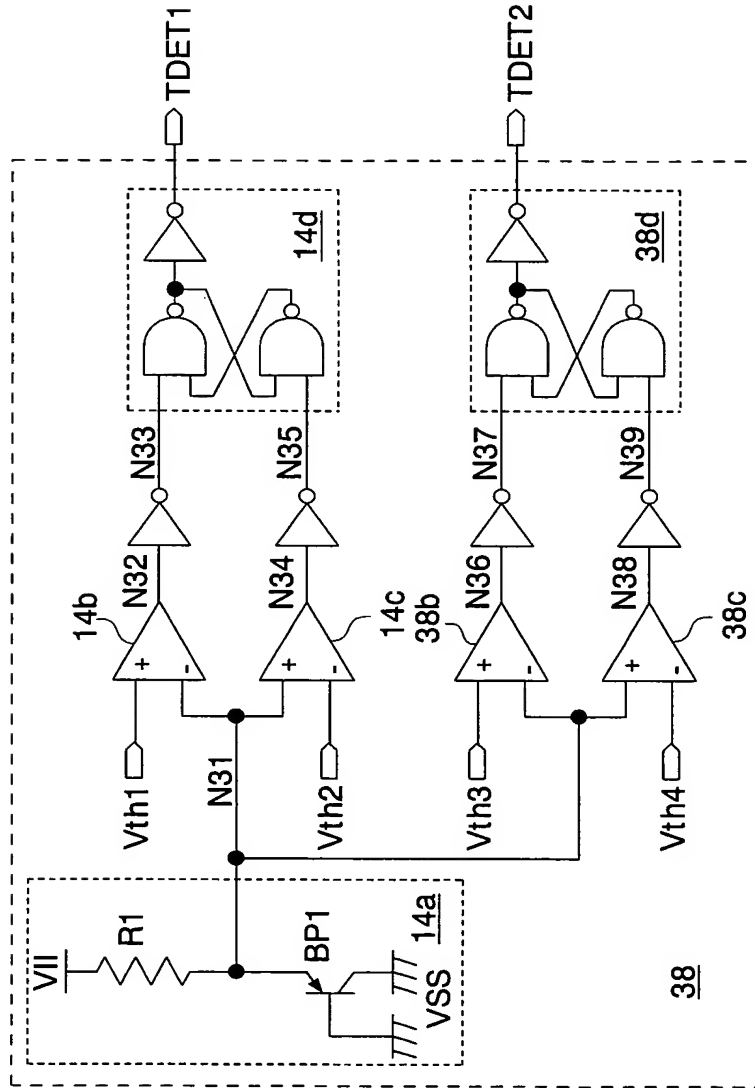 VII
R1
BP1
VSS
14a
38
N31
Vth1
Vth2
Vth3
Vth4
14b
14c
38b
38c
N32
N34
N36
N38
N33
N35
N37
N39
+
-
+
-
+
-
+
-
14d
38d
TDET1
TDET2